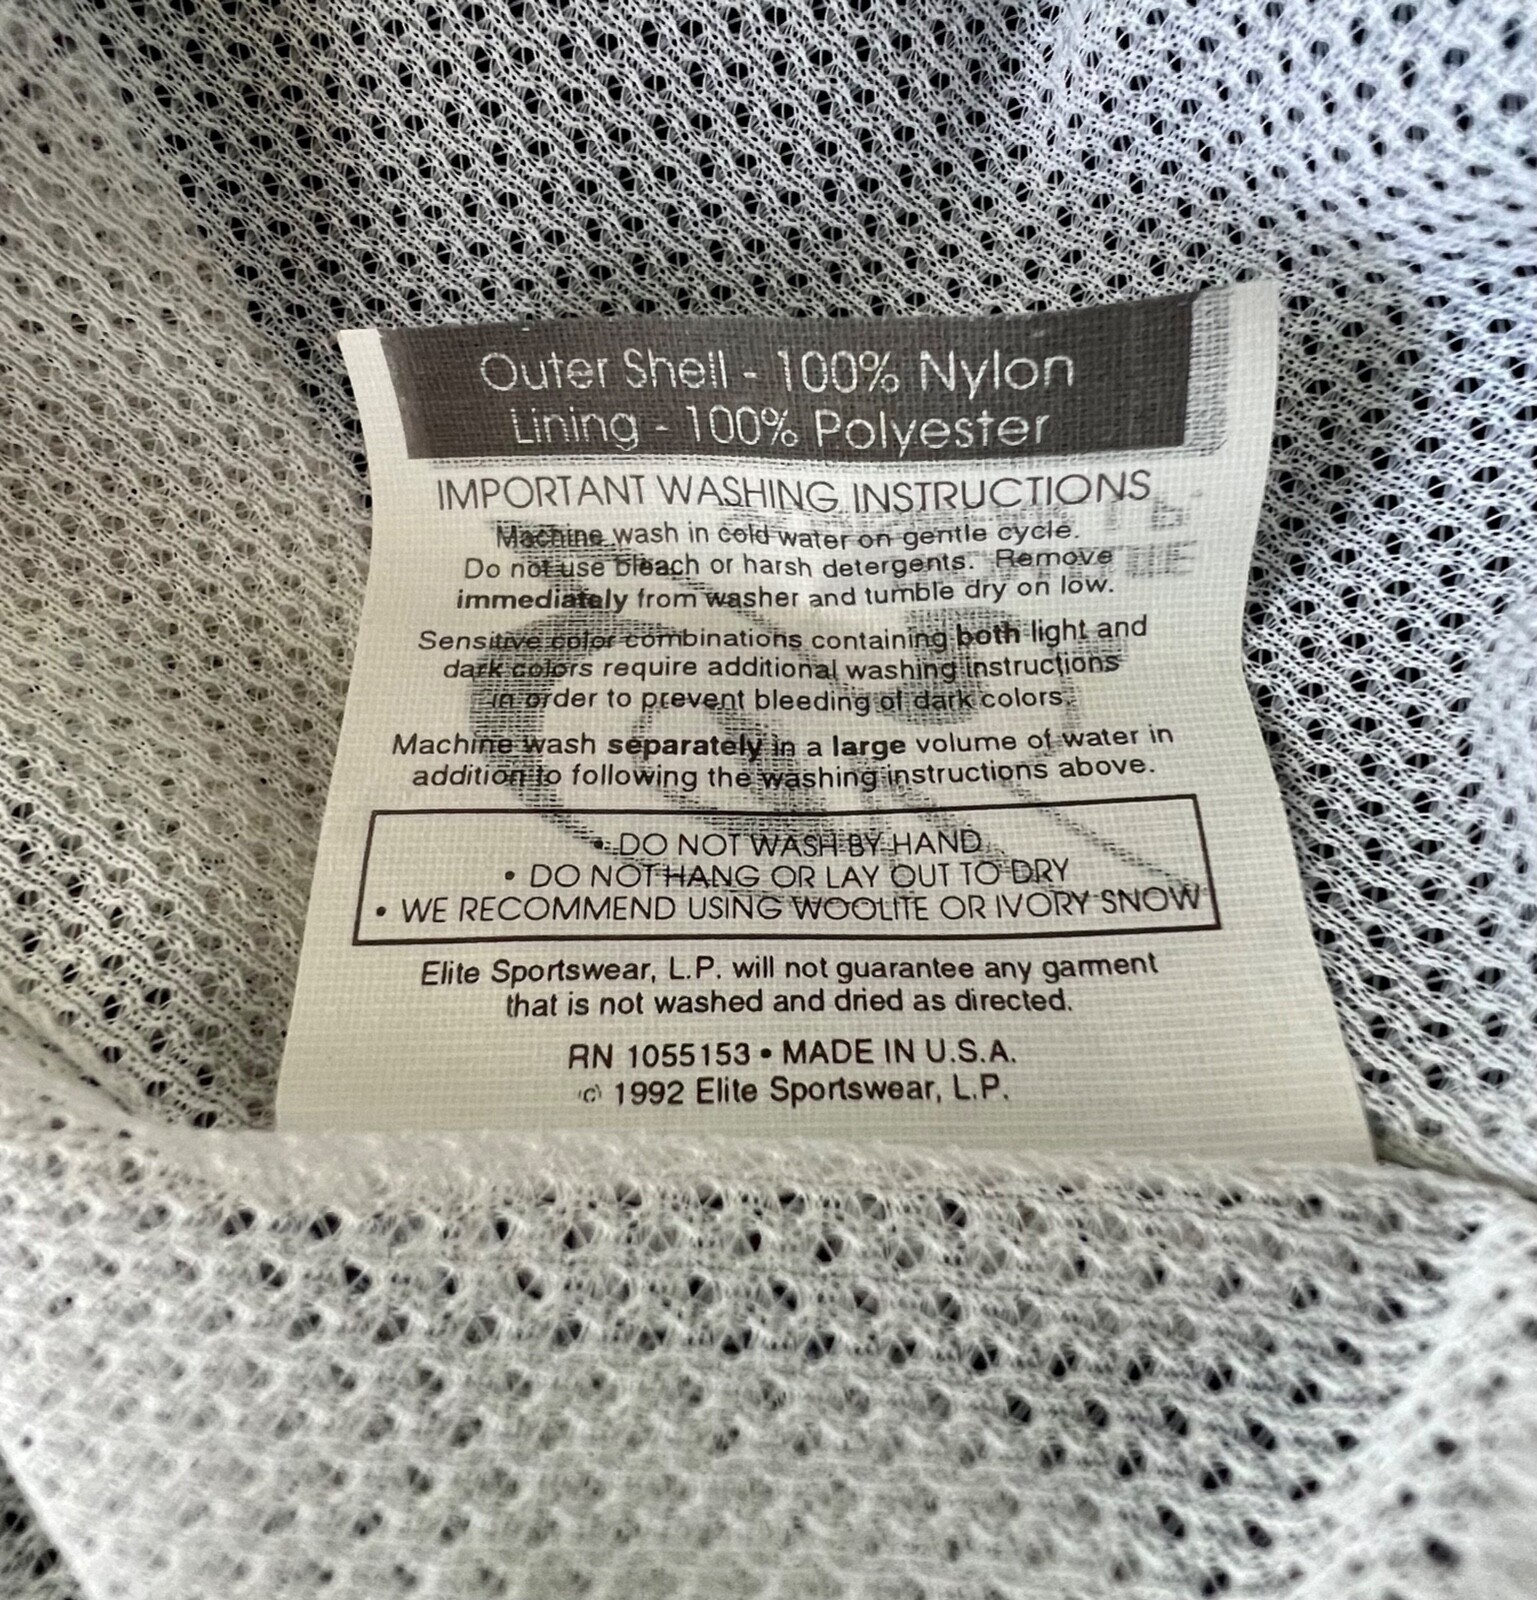 Outer Shell - 100% Nylon
Lining - 100% Polyester
IMPORTANT WASHING INSTRUCTIONS
Machine wash in cold water on gentle cycle.
Do not use bleach or harsh detergents. Remove
immediately from washer and tumble dry on low.
Sensitive color combinations containing both light and
dark colors require additional washing instructions
in order to prevent bleeding of dark colors.
Machine wash separately in a large volume of water in
addition to following the washing instructions above.
• DO NOT WASH BY HAND
• DO NOT HANG OR LAY OUT TO DRY
• WE RECOMMEND USING WOOLITE OR IVORY SNOW
Elite Sportswear, L.P. will not guarantee any garment
that is not washed and dried as directed.
RN 1055153 • MADE IN U.S.A.
(c) 1992 Elite Sportswear, L.P.